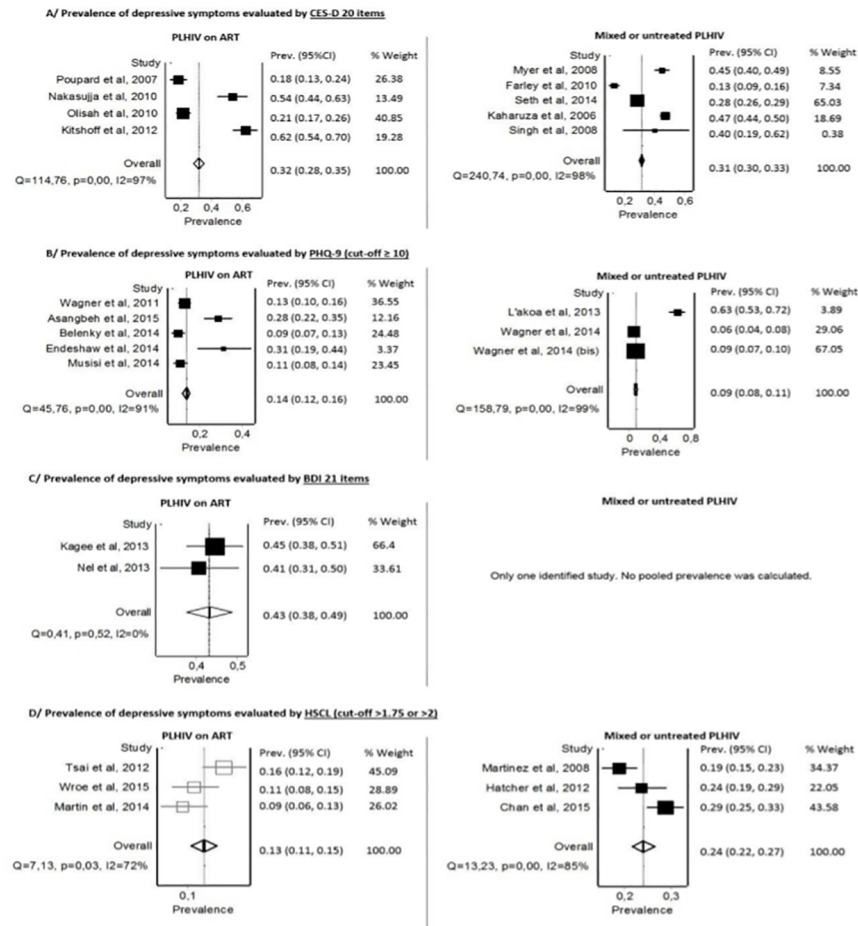 A/ Prevalence of depressive symptoms evaluated by CES-D 20 items
PLHIV on ART
Study Prev. (95%CI) % Weight
Poupard et al, 2007 0.18 (0.13, 0.24) 26.38
Nakasujja et al, 2010 0.54 (0.44, 0.63) 13.49
Olisah et al, 2010 0.21 (0.17, 0.26) 40.85
Kitshoff et al, 2012 0.62 (0.54, 0.70) 19.28
Overall 0.32 (0.28, 0.35) 100.00
Q=114,76, p=0,00, I2=97%
0,2 0,4 0,6
Prevalence
Mixed or untreated PLHIV
Study Prev. (95% CI) % Weight
Myer et al, 2008 0.45 (0.40, 0.49) 8.55
Farley et al, 2010 0.13 (0.09, 0.16) 7.34
Seth et al, 2014 0.28 (0.26, 0.29) 65.03
Kaharuza et al, 2006 0.47 (0.44, 0.50) 18.69
Singh et al, 2008 0.40 (0.19, 0.62) 0.38
Overall 0.31 (0.30, 0.33) 100.00
Q=240,74, p=0,00, I2=98%
0,2 0,4 0,6
Prevalence
B/ Prevalence of depressive symptoms evaluated by PHQ-9 (cut-off ≥ 10)
PLHIV on ART
Study Prev. (95% CI) % Weight
Wagner et al, 2011 0.13 (0.10, 0.16) 36.55
Asangbeh et al, 2015 0.28 (0.22, 0.35) 12.16
Belenky et al, 2014 0.09 (0.07, 0.13) 24.48
Endeshaw et al, 2014 0.31 (0.19, 0.44) 3.37
Musisi et al, 2014 0.11 (0.08, 0.14) 23.45
Overall 0.14 (0.12, 0.16) 100.00
Q=45,76, p=0,00, I2=91%
0,2 0,4
Prevalence
Mixed or untreated PLHIV
Study Prev. (95% CI) % Weight
L'akoa et al, 2013 0.63 (0.53, 0.72) 3.89
Wagner et al, 2014 0.06 (0.04, 0.08) 29.06
Wagner et al, 2014 (bis) 0.09 (0.07, 0.10) 67.05
Overall 0.09 (0.08, 0.11) 100.00
Q=158,79, p=0,00, I2=99%
0 0,4 0,8
Prevalence
C/ Prevalence of depressive symptoms evaluated by BDI 21 items
PLHIV on ART
Study Prev. (95% CI) % Weight
Kagee et al, 2013 0.45 (0.38, 0.51) 66.4
Nel et al, 2013 0.41 (0.31, 0.50) 33.61
Overall 0.43 (0.38, 0.49) 100.00
Q=0,41, p=0,52, I2=0%
0,4 0,5
Prevalence
Mixed or untreated PLHIV
Only one identified study. No pooled prevalence was calculated.
D/ Prevalence of depressive symptoms evaluated by HSCL (cut-off >1.75 or >2)
PLHIV on ART
Study Prev. (95% CI) % Weight
Tsai et al, 2012 0.16 (0.12, 0.19) 45.09
Wroe et al, 2015 0.11 (0.08, 0.15) 28.89
Martin et al, 2014 0.09 (0.06, 0.13) 26.02
Overall 0.13 (0.11, 0.15) 100.00
Q=7,13, p=0,03, I2=72%
0,1
Prevalence
Mixed or untreated PLHIV
Study Prev. (95% CI) % Weight
Martinez et al, 2008 0.19 (0.15, 0.23) 34.37
Hatcher et al, 2012 0.24 (0.19, 0.29) 22.05
Chan et al, 2015 0.29 (0.25, 0.33) 43.58
Overall 0.24 (0.22, 0.27) 100.00
Q=13,23, p=0,00, I2=85%
0,2 0,3
Prevalence